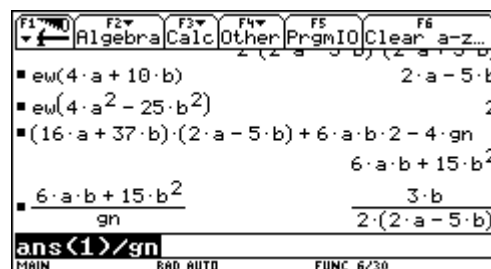 F1 F2 F3 F4 F5 F6
Algebra Calc Other PrgmIO Clear a-z…
ew(4·a + 10·b) 2·a - 5·b
ew(4·a² - 25·b²) 2
(16·a + 37·b)·(2·a - 5·b) + 6·a·b·2 - 4·gn
6·a·b + 15·b²
6·a·b + 15·b² 3·b
gn 2·(2·a - 5·b)
ans(1)/gn
MAIN RAD AUTO FUNC 6/30